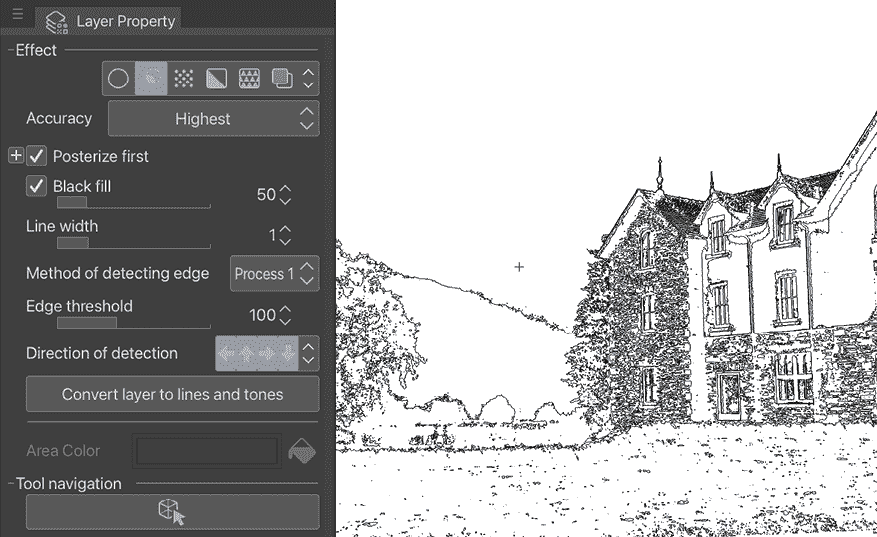 Layer Property
Effect
Accuracy Highest
Posterize first
Black fill 50
Line width 1
Method of detecting edge Process 1
Edge threshold 100
Direction of detection
Convert layer to lines and tones
Area Color
Tool navigation